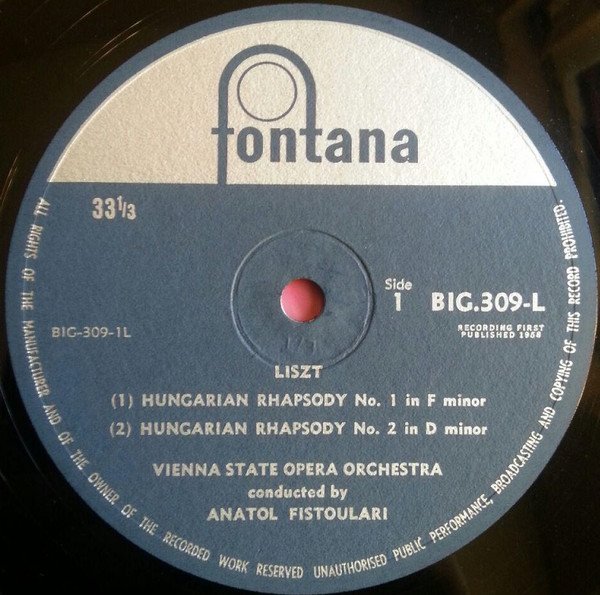 fontana
33 1/3
Side
1
BIG.309-L
BIG-309-1L
RECORDING FIRST
PUBLISHED 1958
LISZT
(1) HUNGARIAN RHAPSODY No. 1 in F minor
(2) HUNGARIAN RHAPSODY No. 2 in D minor
VIENNA STATE OPERA ORCHESTRA
conducted by
ANATOL FISTOULARI
ALL RIGHTS OF THE MANUFACTURER AND OF THE OWNER OF THE RECORDED WORK RESERVED UNAUTHORISED PUBLIC PERFORMANCE, BROADCASTING AND COPYING OF THIS RECORD PROHIBITED.